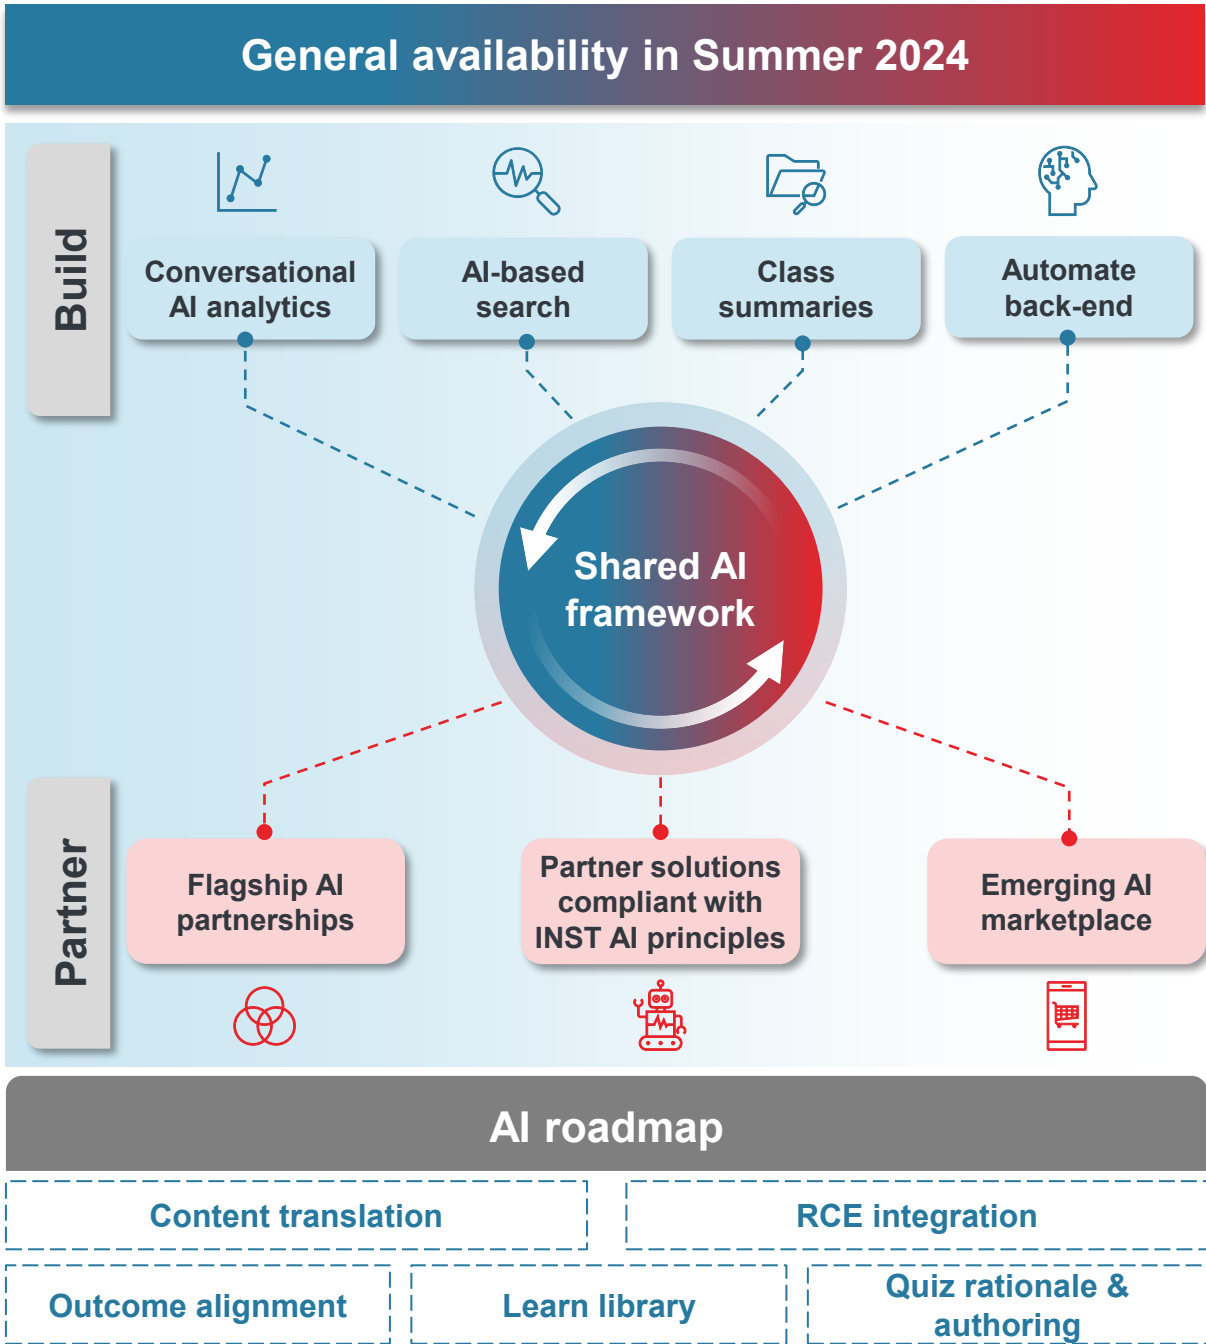 General availability in Summer 2024
Build
Conversational
AI analytics
AI-based
search
Class
summaries
Automate
back-end
Shared AI
framework
Partner
Flagship AI
partnerships
Partner solutions
compliant with
INST AI principles
Emerging AI
marketplace
AI roadmap
Content translation
RCE integration
Outcome alignment
Learn library
Quiz rationale &
authoring